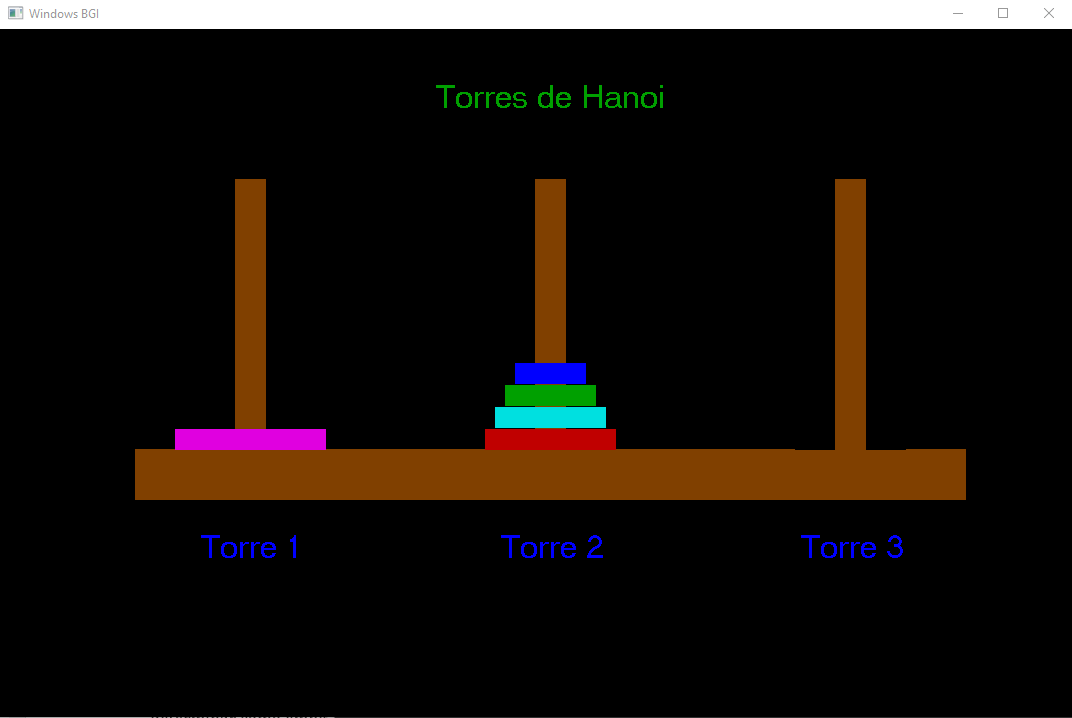 Windows BGI
Torres de Hanoi
Torre 1
Torre 2
Torre 3